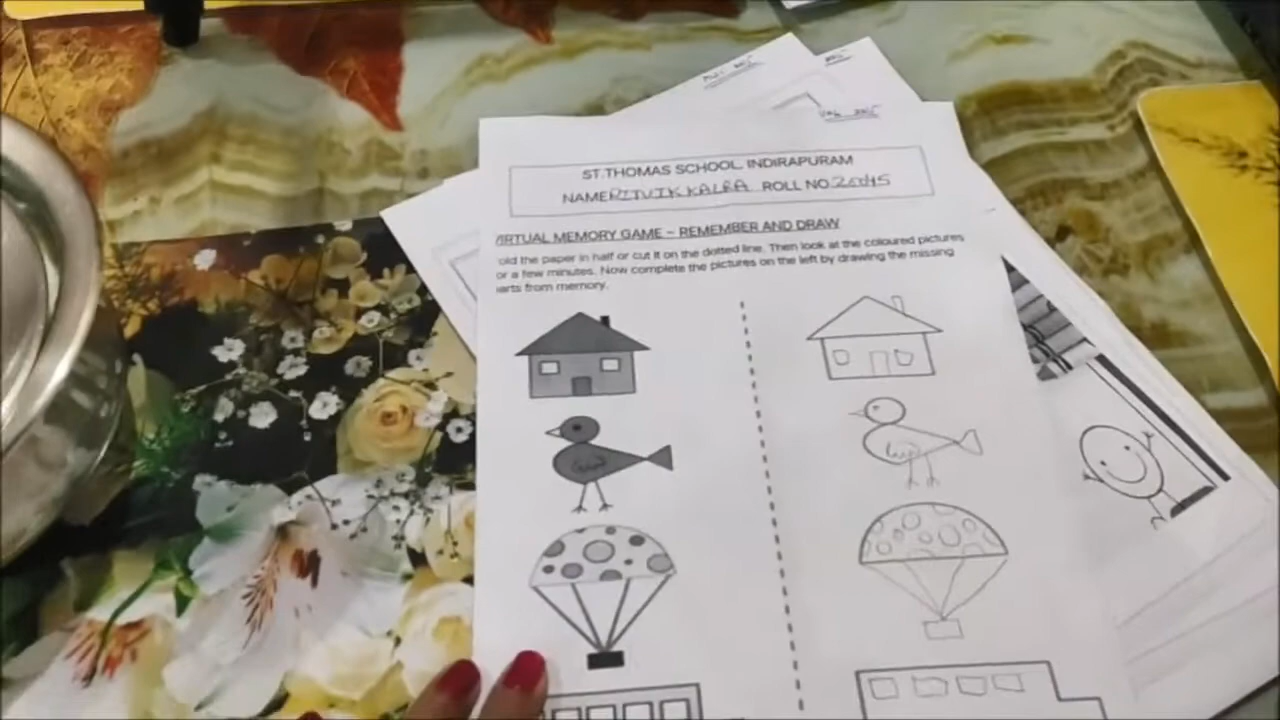 ST.THOMAS SCHOOL, INDIRAPURAM
NAME RITVIK KALRA ROLL NO.
VIRTUAL MEMORY GAME – REMEMBER AND DRAW
old the paper in half or cut it on the dotted line. Then look at the coloured pictures
or a few minutes. Now complete the pictures on the left by drawing the missing
arts from memory.